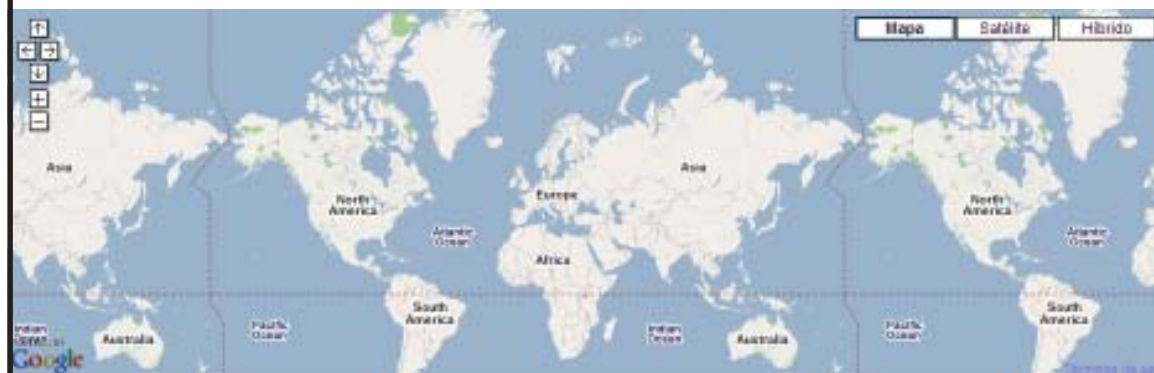 Mapa Satélite Híbrido
Asia
North
America
Atlantic
Ocean
Europe
Africa
Asia
North
America
Atlantic
Ocean
Indian
Australia
Pacific
Ocean
South
America
Indian
Ocean
Australia
Pacific
Ocean
South
America
Google